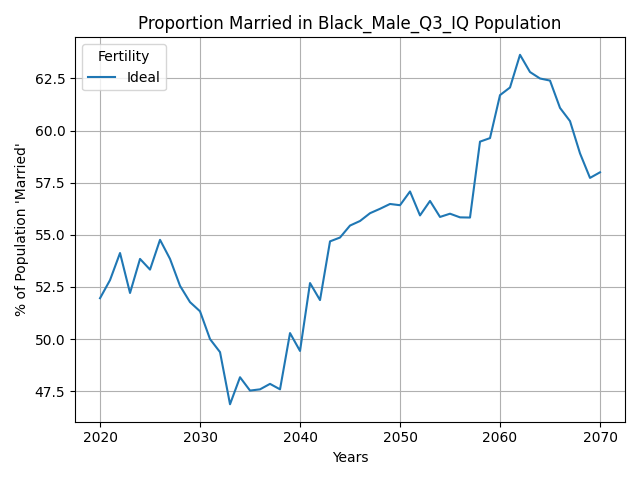 Proportion Married in Black_Male_Q3_IQ Population
Fertility
Ideal
% of Population 'Married'
62.5
60.0
57.5
55.0
52.5
50.0
47.5
2020 2030 2040 2050 2060 2070
Years